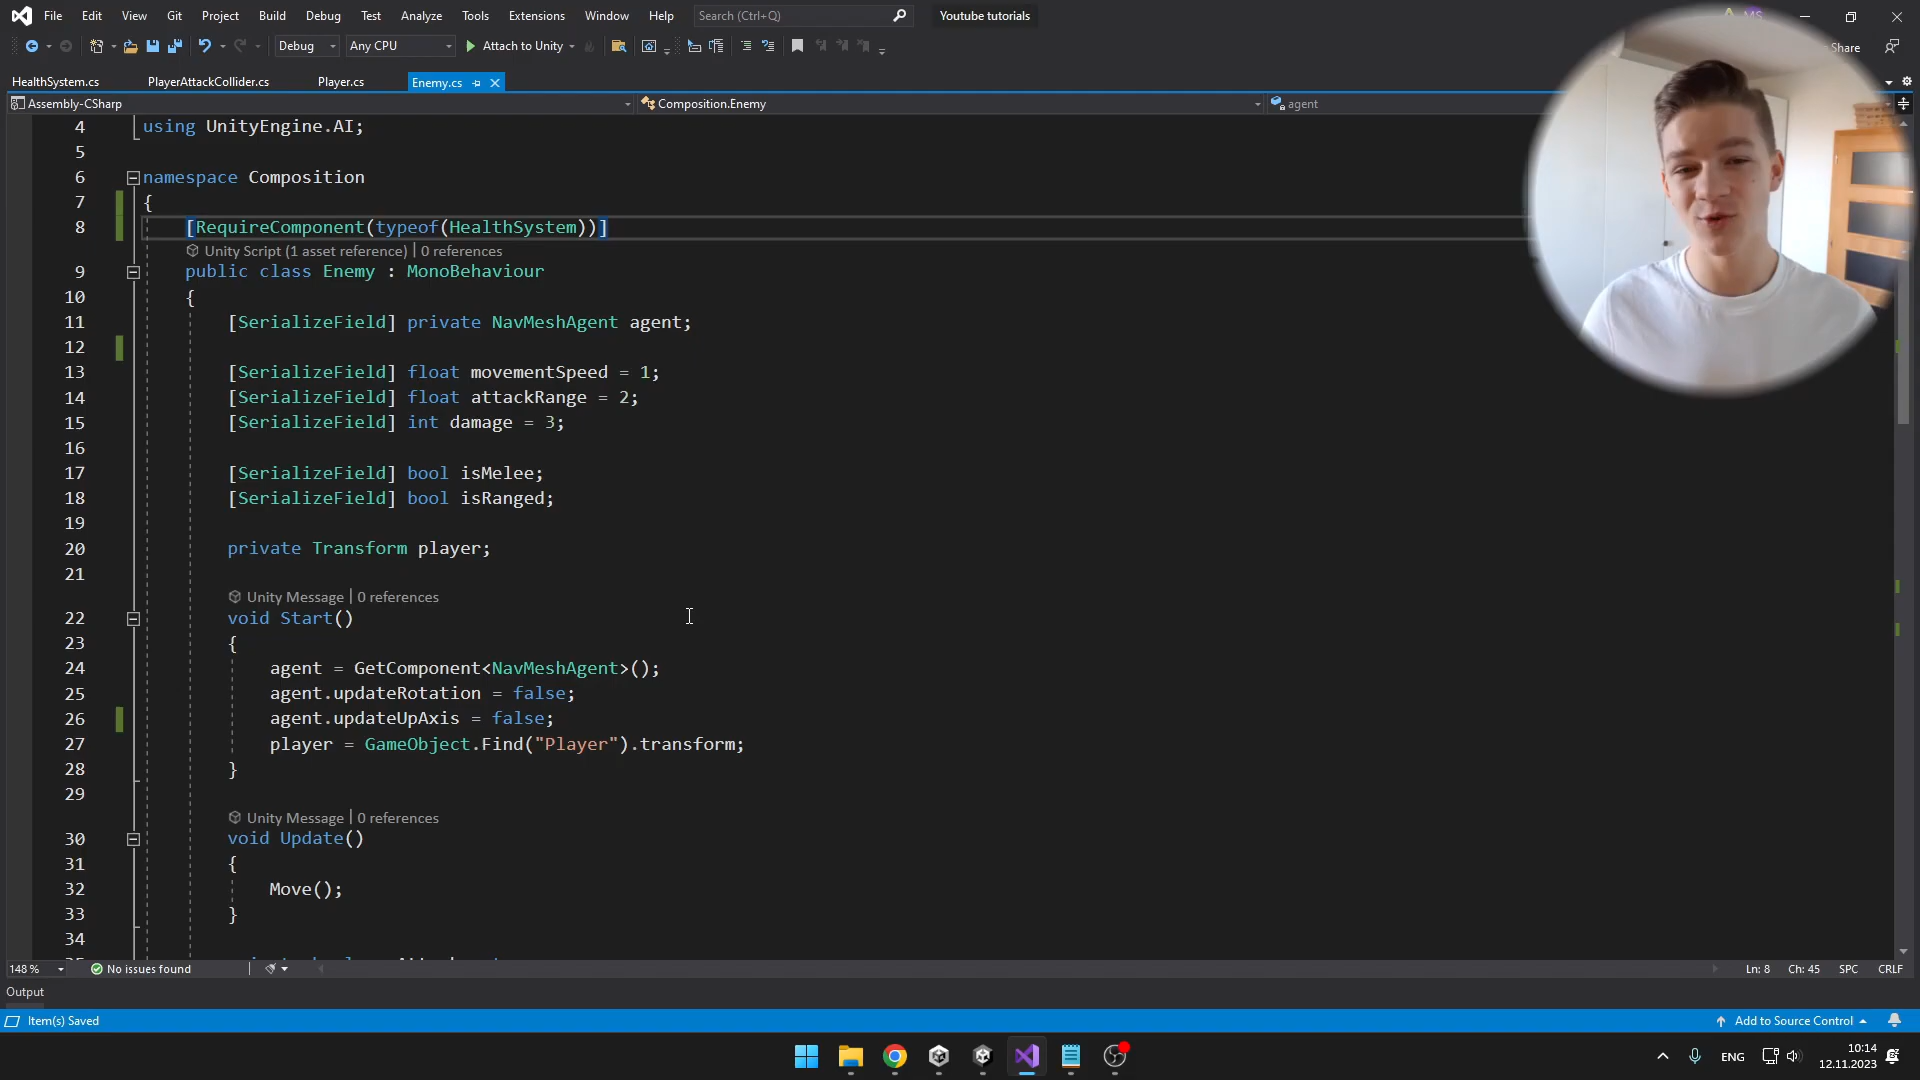 File Edit View Git Project Build Debug Test Analyze Tools Extensions Window Help Search (Ctrl+Q) Youtube tutorials
Debug Any CPU Attach to Unity Share
HealthSystem.cs PlayerAttackCollider.cs Player.cs Enemy.cs
Assembly-CSharp Composition.Enemy agent
4 using UnityEngine.AI;
5
6 namespace Composition
7 {
8 [RequireComponent(typeof(HealthSystem))]
Unity Script (1 asset reference) | 0 references
9 public class Enemy : MonoBehaviour
10 {
11 [SerializeField] private NavMeshAgent agent;
12
13 [SerializeField] float movementSpeed = 1;
14 [SerializeField] float attackRange = 2;
15 [SerializeField] int damage = 3;
16
17 [SerializeField] bool isMelee;
18 [SerializeField] bool isRanged;
19
20 private Transform player;
21
Unity Message | 0 references
22 void Start()
23 {
24 agent = GetComponent<NavMeshAgent>();
25 agent.updateRotation = false;
26 agent.updateUpAxis = false;
27 player = GameObject.Find("Player").transform;
28 }
29
Unity Message | 0 references
30 void Update()
31 {
32 Move();
33 }
34
148 % No issues found Ln: 8 Ch: 45 SPC CRLF
Output
Item(s) Saved Add to Source Control
ENG 10:14
12.11.2023